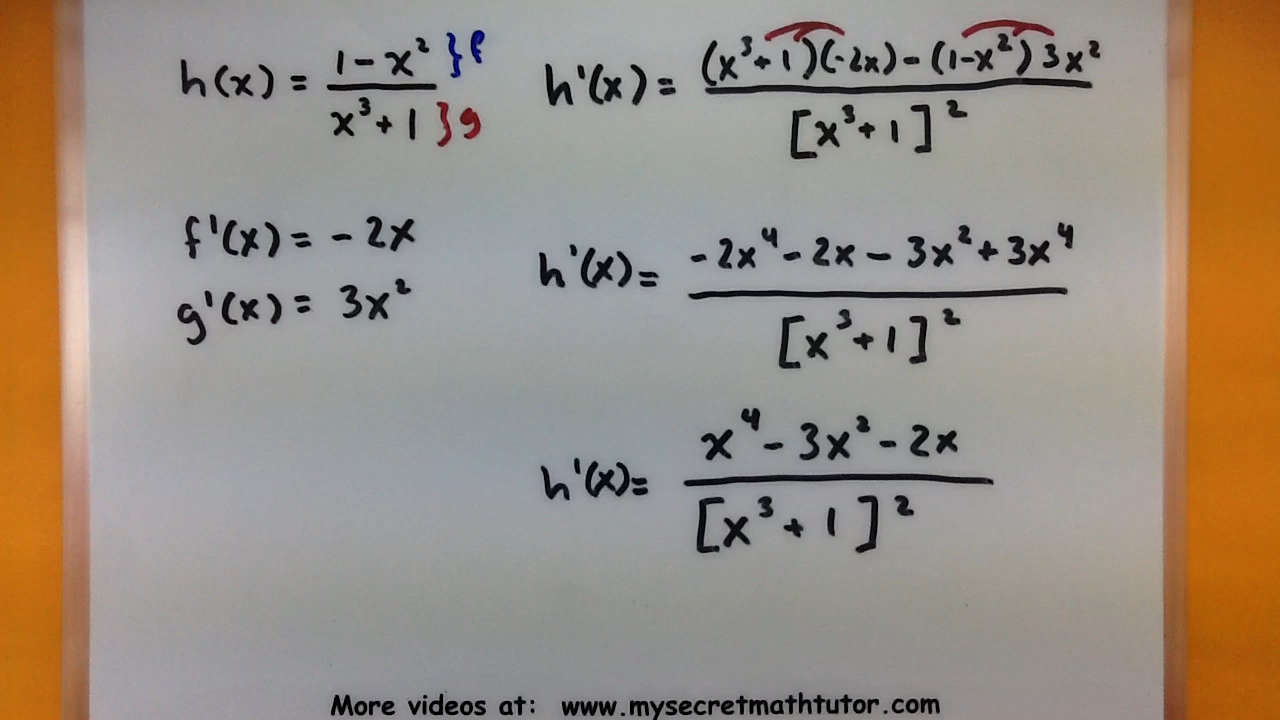 h(x) = (1 - x²)/(x³ + 1) } f } g
f'(x) = - 2x
g'(x) = 3x²
h'(x) = ((x³ + 1)(-2x) - (1 - x²) 3x²)/[x³ + 1]²
h'(x) = (-2x⁴ - 2x - 3x² + 3x⁴)/[x³ + 1]²
h'(x) = (x⁴ - 3x² - 2x)/[x³ + 1]²
More videos at: www.mysecretmathtutor.com